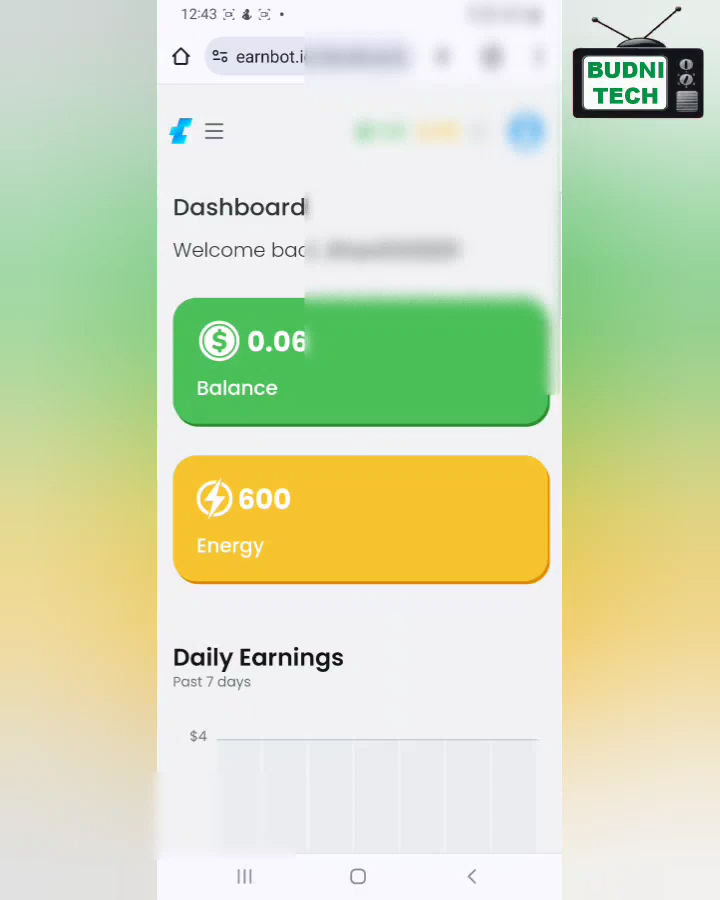 12:43
earnbot.i
BUDNI
TECH
Dashboard
Welcome bac
0.06
Balance
600
Energy
Daily Earnings
Past 7 days
$4